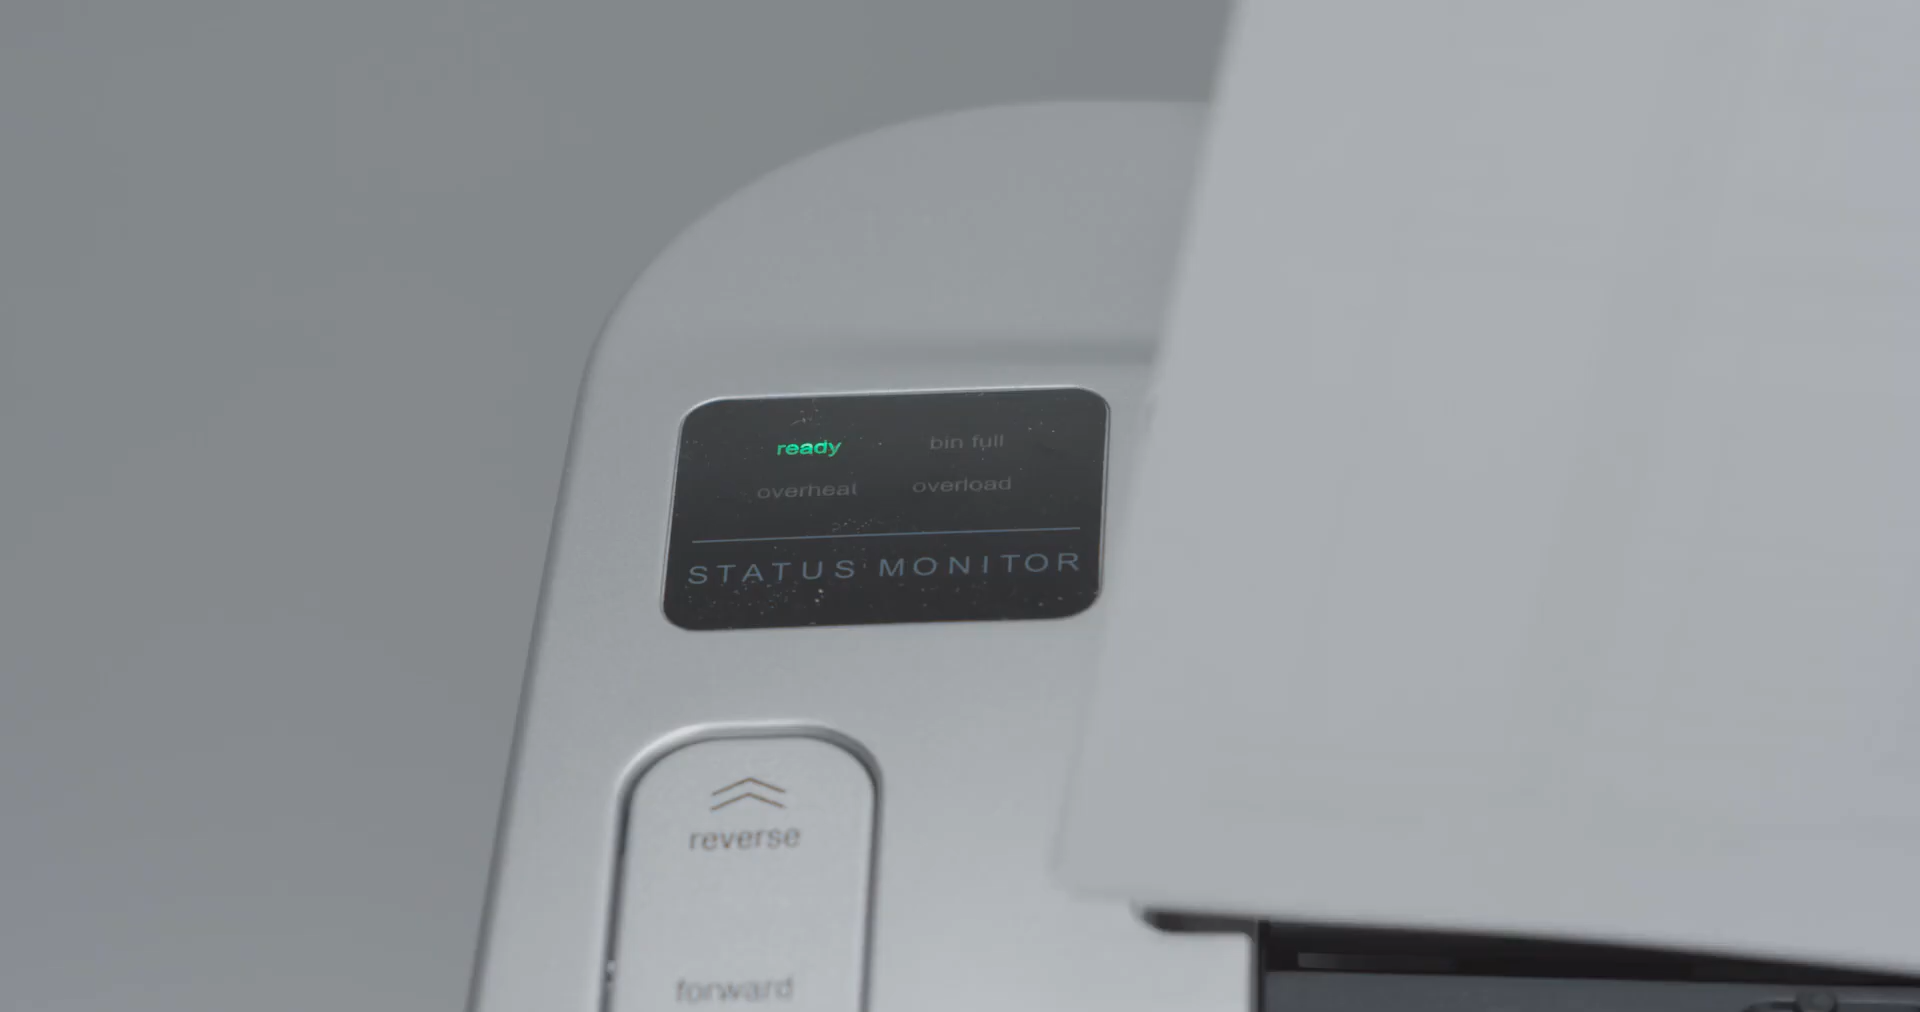 ready bin full
overheat overload
STATUS MONITOR
reverse
forward